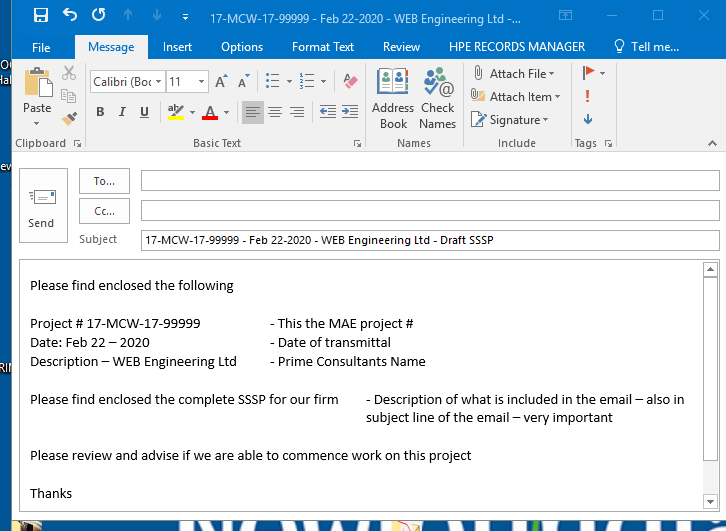 17-MCW-17-99999 - Feb 22-2020 - WEB Engineering Ltd -...
File Message Insert Options Format Text Review HPE RECORDS MANAGER Tell me...
Paste
Calibri (Boc 11
B I U
Address Book
Check Names
Attach File
Attach Item
Signature
Clipboard Basic Text Names Include Tags
Send
To...
Cc...
Subject 17-MCW-17-99999 - Feb 22-2020 - WEB Engineering Ltd - Draft SSSP
Please find enclosed the following
Project # 17-MCW-17-99999 - This the MAE project #
Date: Feb 22 – 2020 - Date of transmittal
Description – WEB Engineering Ltd - Prime Consultants Name
Please find enclosed the complete SSSP for our firm - Description of what is included in the email – also in
subject line of the email – very important
Please review and advise if we are able to commence work on this project
Thanks